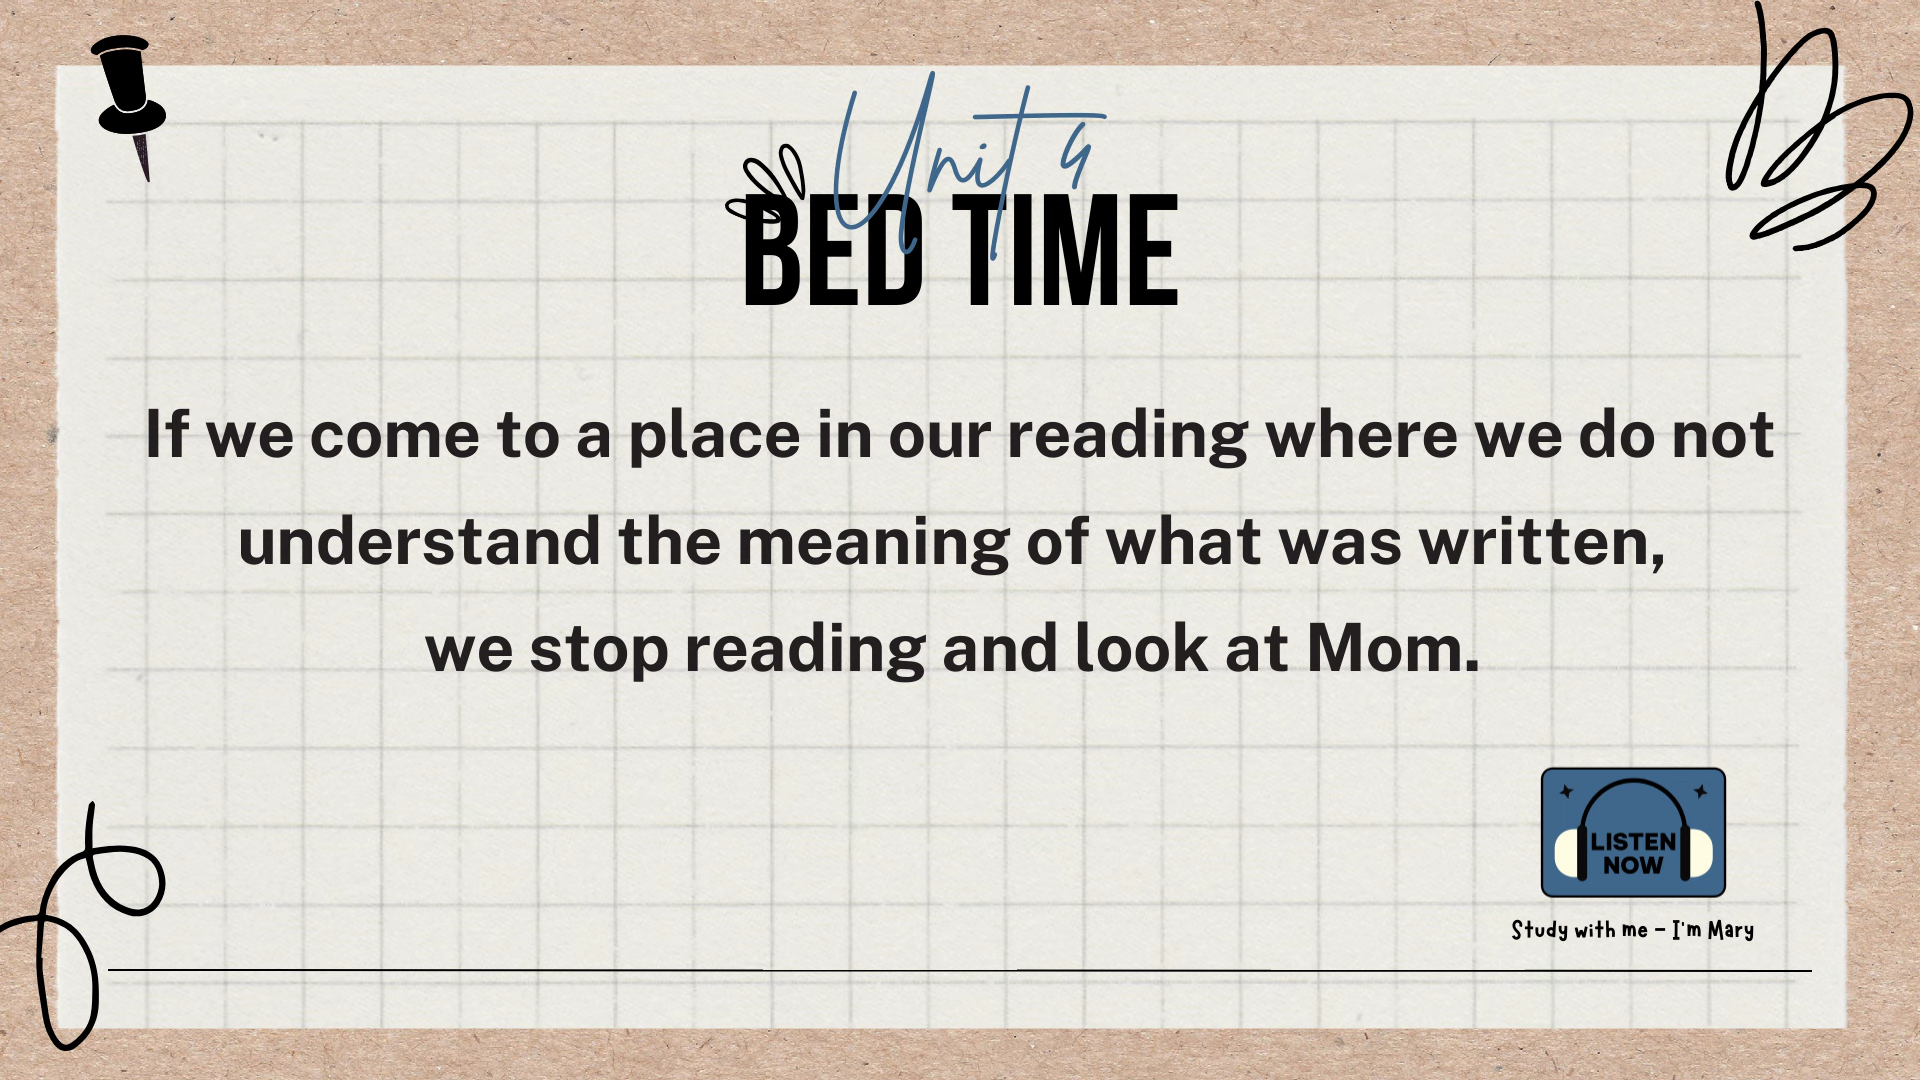 Unit 4
BED TIME
If we come to a place in our reading where we do not
understand the meaning of what was written,
we stop reading and look at Mom.
LISTEN
NOW
Study with me - I'm Mary